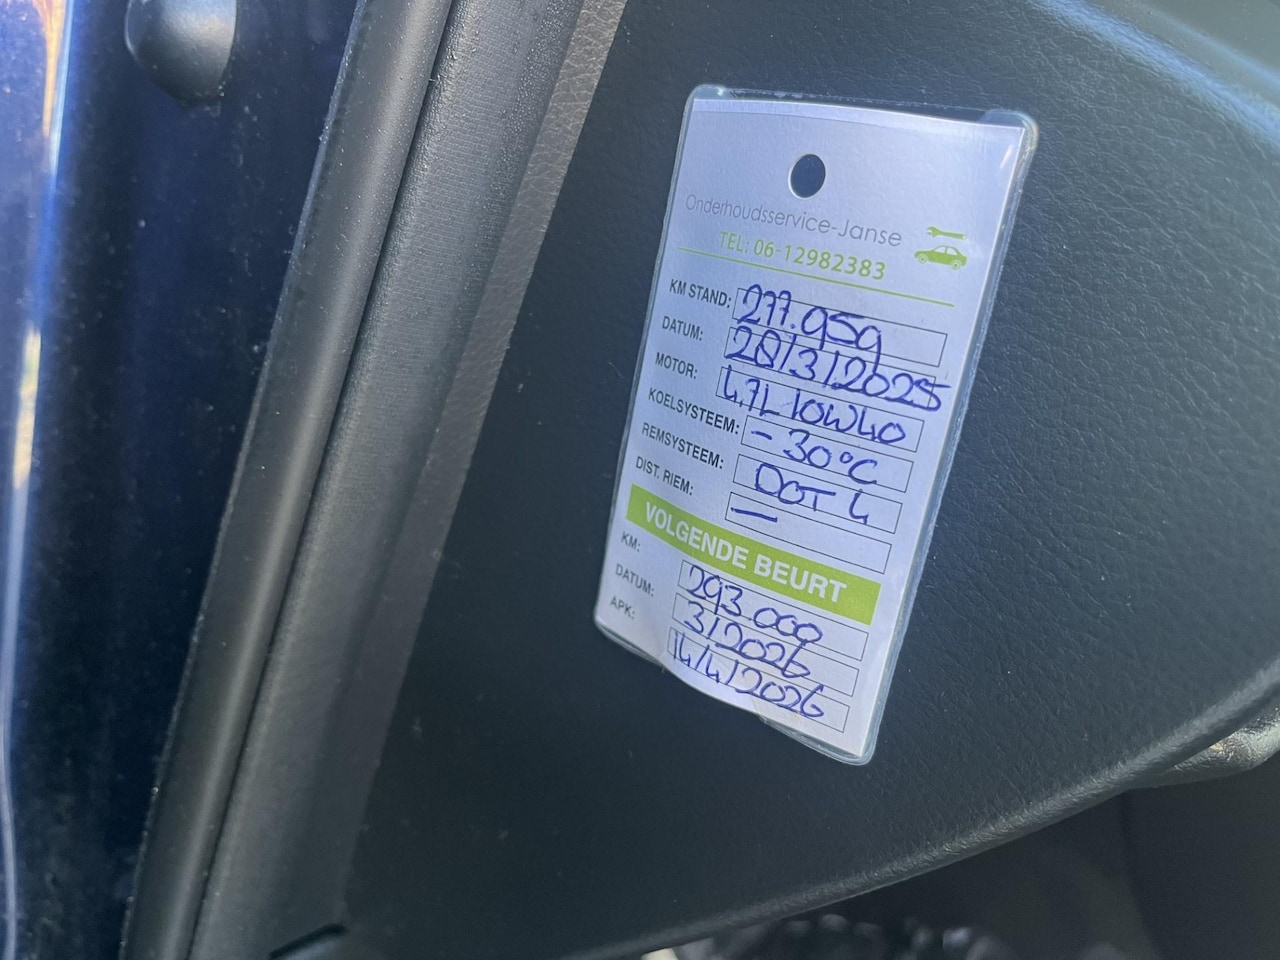 Onderhoudsservice-Janse
TEL: 06-12982383
KM STAND: 277.959
DATUM: 28/3/2025
MOTOR: 4,7L 10W40
KOELSYSTEEM: -30°C
REMSYSTEEM: DOT 4
DIST. RIEM: —
VOLGENDE BEURT
KM: 293.000
DATUM: 3/2026
APK: 14/4/2026